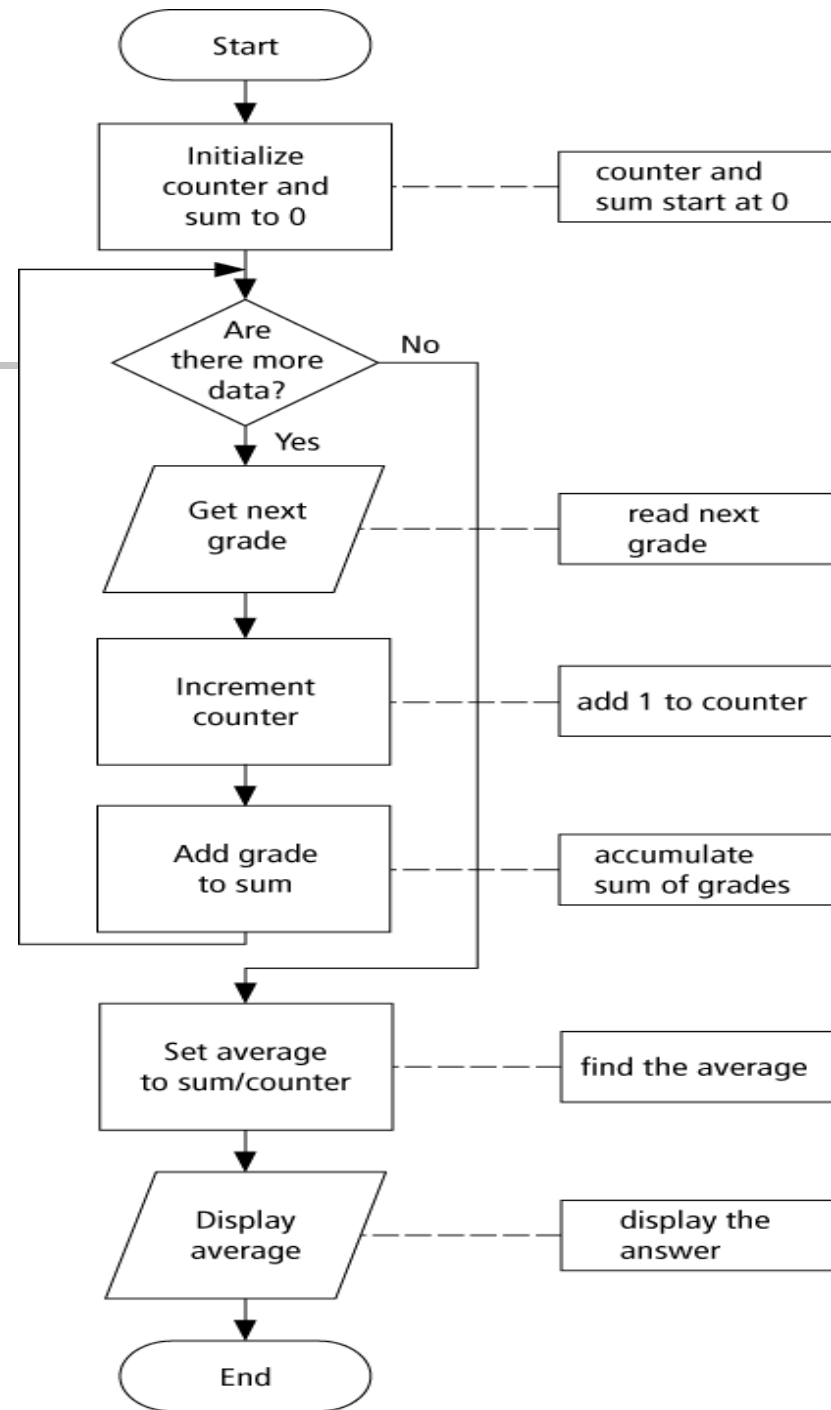 Start
Initialize
counter and
sum to 0
counter and
sum start at 0
Are
there more
data?
No
Yes
Get next
grade
read next
grade
Increment
counter
add 1 to counter
Add grade
to sum
accumulate
sum of grades
Set average
to sum/counter
find the average
Display
average
display the
answer
End